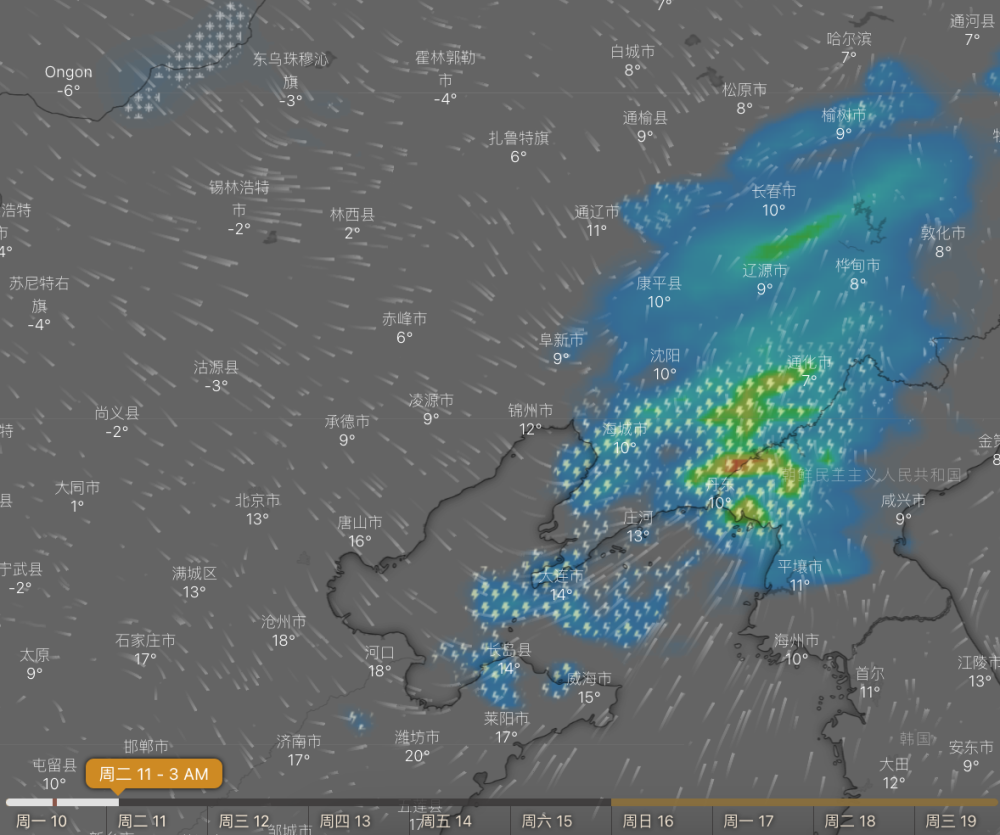 7°
通河县
7°
哈尔滨
7°
白城市
8°
霍林郭勒
市
-4°
东乌珠穆沁
旗
-3°
Ongon
-6°
松原市
8°
榆树市
9°
通榆县
9°
扎鲁特旗
6°
锡林浩特
市
-2°
浩特
市
4°
林西县
2°
通辽市
11°
长春市
10°
敦化市
8°
桦甸市
8°
辽源市
9°
康平县
10°
苏尼特右
旗
-4°
赤峰市
6°
阜新市
9°
沈阳
10°
通化市
7°
沽源县
-3°
尚义县
-2°
特
凌源市
9°
承德市
9°
锦州市
12°
海城市
10°
朝鲜民主主义人民共和国
丹东
10°
咸兴市
9°
大同市
1°
县
北京市
13°
唐山市
16°
庄河
13°
宁武县
-2°
满城区
13°
大连市
14°
平壤市
11°
沧州市
18°
石家庄市
17°
太原
9°
河口
18°
长岛县
14°
海州市
10°
首尔
11°
江陵市
13°
威海市
15°
莱阳市
17°
潍坊市
20°
济南市
17°
邯郸市
屯留县
10°
韩国
安东市
9°
大田
12°
周二 11 - 3 AM
五莲县
邹城市
周一 10
周二 11
周三 12
周四 13
周五 14
周六 15
周日 16
周一 17
周二 18
周三 19